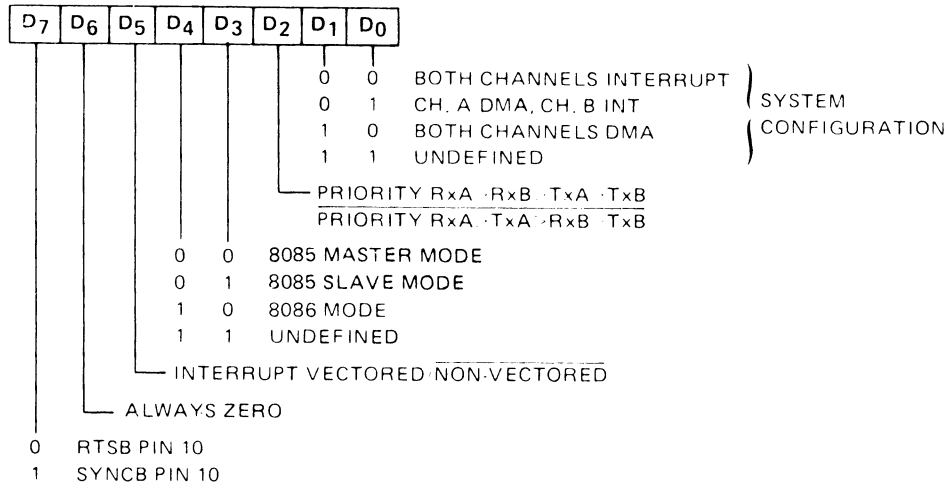 D7 D6 D5 D4 D3 D2 D1 D0
0 0 BOTH CHANNELS INTERRUPT
0 1 CH. A DMA, CH. B INT
1 0 BOTH CHANNELS DMA
1 1 UNDEFINED
SYSTEM
CONFIGURATION
PRIORITY RxA RxB TxA TxB
PRIORITY RxA TxA RxB TxB
0 0 8085 MASTER MODE
0 1 8085 SLAVE MODE
1 0 8086 MODE
1 1 UNDEFINED
INTERRUPT VECTORED/NON-VECTORED
ALWAYS ZERO
0 RTSB PIN 10
1 SYNCB PIN 10